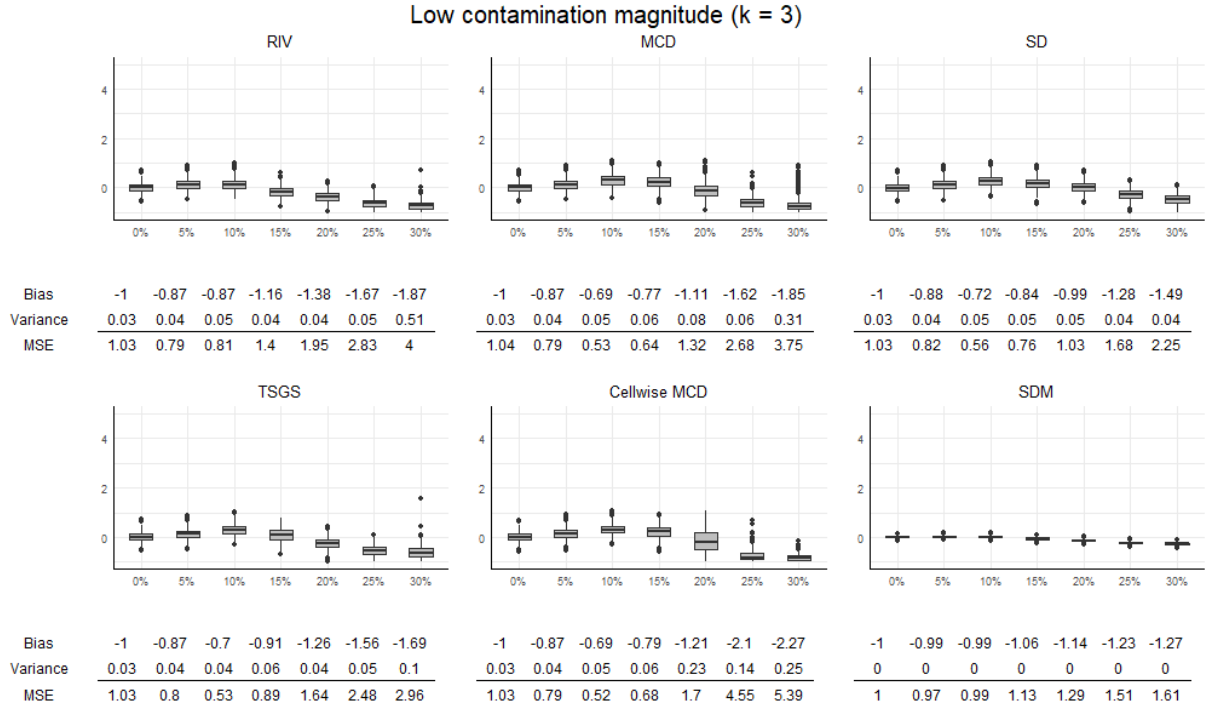 Low contamination magnitude (k = 3)
RIV MCD SD
4 4 4
2 2 2
0 0 0
0% 5% 10% 15% 20% 25% 30% 0% 5% 10% 15% 20% 25% 30% 0% 5% 10% 15% 20% 25% 30%
Bias -1 -0.87 -0.87 -1.16 -1.38 -1.67 -1.87 -1 -0.87 -0.69 -0.77 -1.11 -1.62 -1.85 -1 -0.88 -0.72 -0.84 -0.99 -1.28 -1.49
Variance 0.03 0.04 0.05 0.04 0.04 0.05 0.51 0.03 0.04 0.05 0.06 0.08 0.06 0.31 0.03 0.04 0.05 0.05 0.05 0.04 0.04
MSE 1.03 0.79 0.81 1.4 1.95 2.83 4 1.04 0.79 0.53 0.64 1.32 2.68 3.75 1.03 0.82 0.56 0.76 1.03 1.68 2.25
TSGS Cellwise MCD SDM
4 4 4
2 2 2
0 0 0
0% 5% 10% 15% 20% 25% 30% 0% 5% 10% 15% 20% 25% 30% 0% 5% 10% 15% 20% 25% 30%
Bias -1 -0.87 -0.7 -0.91 -1.26 -1.56 -1.69 -1 -0.87 -0.69 -0.79 -1.21 -2.1 -2.27 -1 -0.99 -0.99 -1.06 -1.14 -1.23 -1.27
Variance 0.03 0.04 0.04 0.06 0.04 0.05 0.1 0.03 0.04 0.05 0.06 0.23 0.14 0.25 0 0 0 0 0 0 0
MSE 1.03 0.8 0.53 0.89 1.64 2.48 2.96 1.03 0.79 0.52 0.68 1.7 4.55 5.39 1 0.97 0.99 1.13 1.29 1.51 1.61